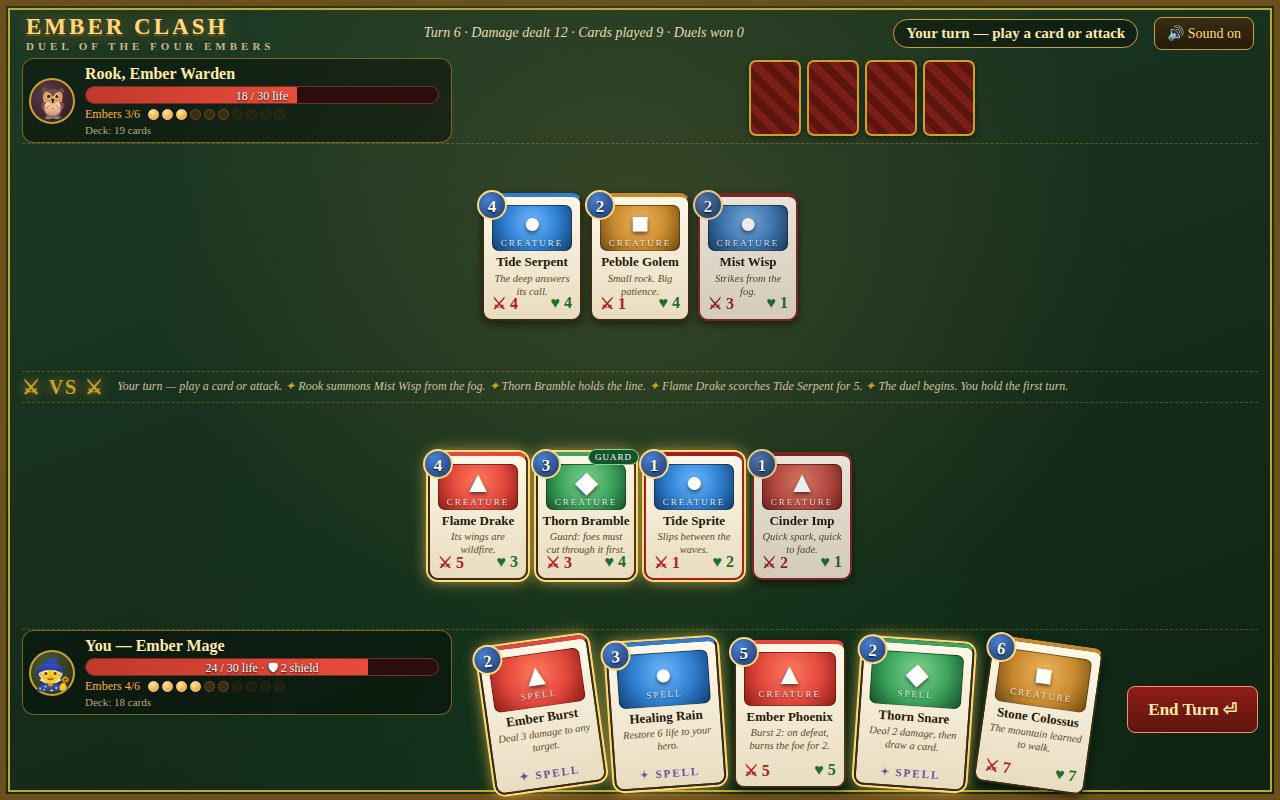 EMBER CLASH
DUEL OF THE FOUR EMBERS
Turn 6 · Damage dealt 12 · Cards played 9 · Duels won 0
Your turn — play a card or attack
🔊 Sound on
Rook, Ember Warden
18 / 30 life
Embers 3/6
Deck: 19 cards
4
CREATURE
Tide Serpent
The deep answers
its call.
⚔ 4 ♥ 4
2
CREATURE
Pebble Golem
Small rock. Big
patience.
⚔ 1 ♥ 4
2
CREATURE
Mist Wisp
Strikes from the
fog.
⚔ 3 ♥ 1
⚔ VS ⚔
Your turn — play a card or attack. ✦ Rook summons Mist Wisp from the fog. ✦ Thorn Bramble holds the line. ✦ Flame Drake scorches Tide Serpent for 5. ✦ The duel begins. You hold the first turn.
4
CREATURE
Flame Drake
Its wings are
wildfire.
⚔ 5 ♥ 3
3
GUARD
CREATURE
Thorn Bramble
Guard: foes must
cut through it first.
⚔ 3 ♥ 4
1
CREATURE
Tide Sprite
Slips between the
waves.
⚔ 1 ♥ 2
1
CREATURE
Cinder Imp
Quick spark, quick
to fade.
⚔ 2 ♥ 1
You — Ember Mage
24 / 30 life · 🛡 2 shield
Embers 4/6
Deck: 18 cards
2
SPELL
Ember Burst
Deal 3 damage to any
target.
✦ SPELL
3
SPELL
Healing Rain
Restore 6 life to your
hero.
✦ SPELL
5
CREATURE
Ember Phoenix
Burst 2: on defeat,
burns the foe for 2.
⚔ 5 ♥ 5
2
SPELL
Thorn Snare
Deal 2 damage, then
draw a card.
✦ SPELL
6
CREATURE
Stone Colossus
The mountain learned
to walk.
⚔ 7 ♥ 7
End Turn ⏎